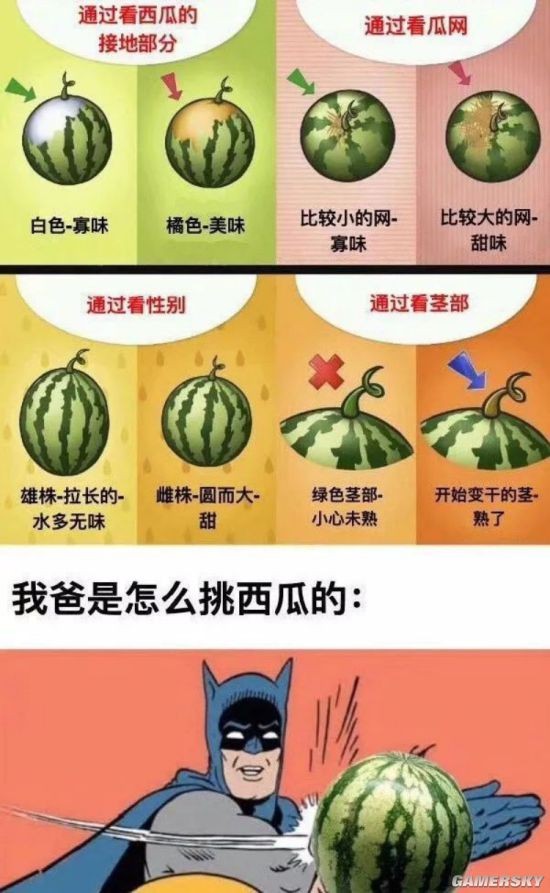 通过看西瓜的
接地部分
通过看瓜网
白色-寡味
橘色-美味
比较小的网-
寡味
比较大的网-
甜味
通过看性别
通过看茎部
雄株-拉长的-
水多无味
雌株-圆而大-
甜
绿色茎部-
小心未熟
开始变干的茎-
熟了
我爸是怎么挑西瓜的：
GAMERSKY